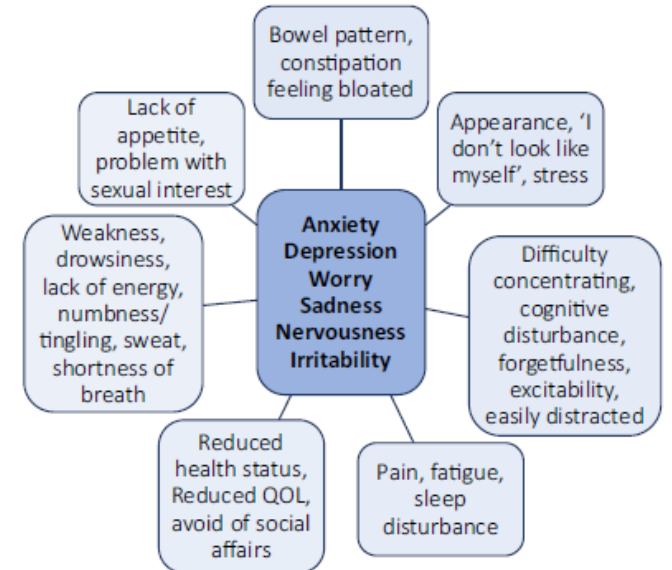 Bowel pattern,
constipation
feeling bloated
Lack of
appetite,
problem with
sexual interest
Appearance, ‘I
don’t look like
myself’, stress
Anxiety
Depression
Worry
Sadness
Nervousness
Irritability
Weakness,
drowsiness,
lack of energy,
numbness/
tingling, sweat,
shortness of
breath
Difficulty
concentrating,
cognitive
disturbance,
forgetfulness,
excitability,
easily distracted
Reduced
health status,
Reduced QOL,
avoid of social
affairs
Pain, fatigue,
sleep
disturbance